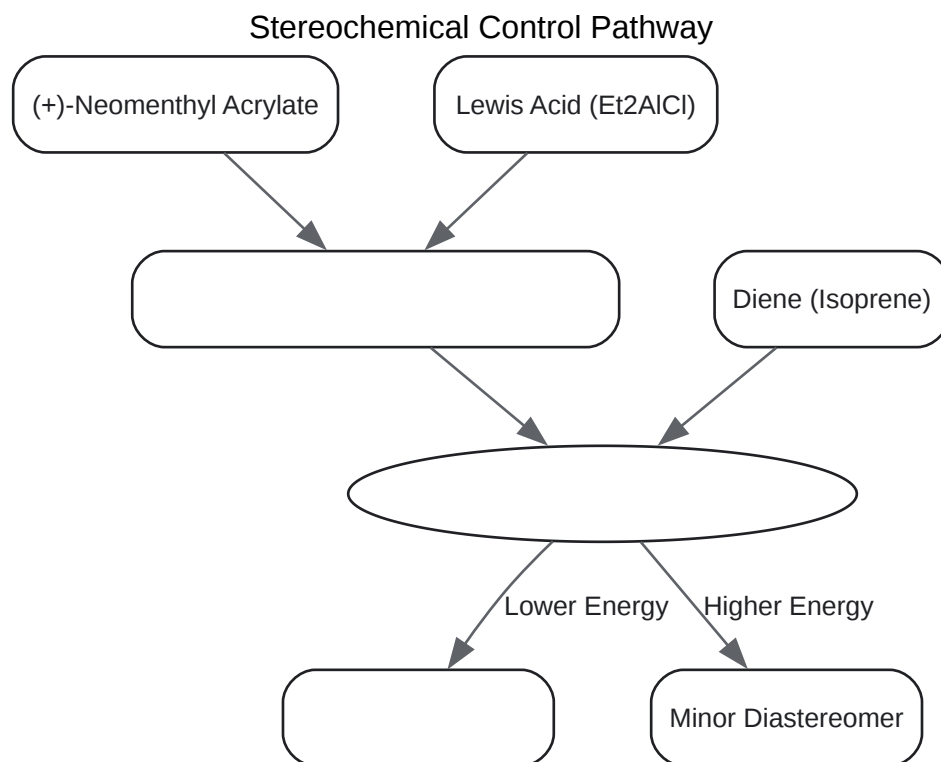 Stereochemical Control Pathway
(+)-Neomenthyl Acrylate
Lewis Acid (Et2AlCl)
Diene (Isoprene)
Lower Energy
Higher Energy
Minor Diastereomer